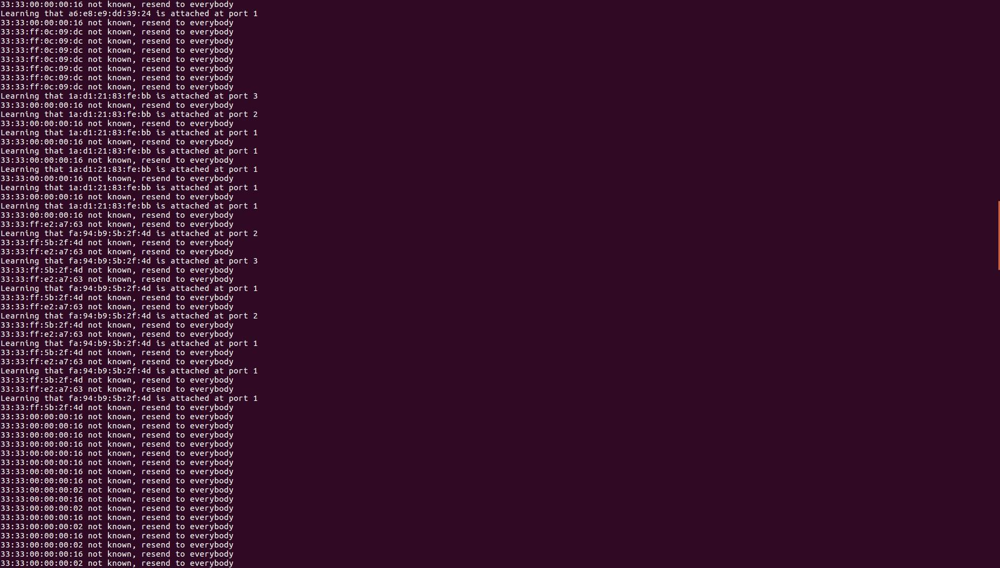 33:33:00:00:00:16 not known, resend to everybody
Learning that a6:e8:e9:dd:39:24 is attached at port 1
33:33:00:00:00:16 not known, resend to everybody
33:33:ff:0c:09:dc not known, resend to everybody
33:33:ff:0c:09:dc not known, resend to everybody
33:33:ff:0c:09:dc not known, resend to everybody
33:33:ff:0c:09:dc not known, resend to everybody
33:33:ff:0c:09:dc not known, resend to everybody
33:33:ff:0c:09:dc not known, resend to everybody
33:33:ff:0c:09:dc not known, resend to everybody
Learning that 1a:d1:21:83:fe:bb is attached at port 3
33:33:00:00:00:16 not known, resend to everybody
Learning that 1a:d1:21:83:fe:bb is attached at port 2
33:33:00:00:00:16 not known, resend to everybody
Learning that 1a:d1:21:83:fe:bb is attached at port 1
33:33:00:00:00:16 not known, resend to everybody
Learning that 1a:d1:21:83:fe:bb is attached at port 1
33:33:00:00:00:16 not known, resend to everybody
Learning that 1a:d1:21:83:fe:bb is attached at port 1
33:33:00:00:00:16 not known, resend to everybody
Learning that 1a:d1:21:83:fe:bb is attached at port 1
33:33:00:00:00:16 not known, resend to everybody
Learning that 1a:d1:21:83:fe:bb is attached at port 1
33:33:00:00:00:16 not known, resend to everybody
33:33:ff:e2:a7:63 not known, resend to everybody
Learning that fa:94:b9:5b:2f:4d is attached at port 2
33:33:ff:5b:2f:4d not known, resend to everybody
33:33:ff:e2:a7:63 not known, resend to everybody
Learning that fa:94:b9:5b:2f:4d is attached at port 3
33:33:ff:5b:2f:4d not known, resend to everybody
33:33:ff:e2:a7:63 not known, resend to everybody
Learning that fa:94:b9:5b:2f:4d is attached at port 1
33:33:ff:5b:2f:4d not known, resend to everybody
33:33:ff:e2:a7:63 not known, resend to everybody
Learning that fa:94:b9:5b:2f:4d is attached at port 2
33:33:ff:5b:2f:4d not known, resend to everybody
33:33:ff:e2:a7:63 not known, resend to everybody
Learning that fa:94:b9:5b:2f:4d is attached at port 1
33:33:ff:5b:2f:4d not known, resend to everybody
33:33:ff:e2:a7:63 not known, resend to everybody
Learning that fa:94:b9:5b:2f:4d is attached at port 1
33:33:ff:5b:2f:4d not known, resend to everybody
33:33:ff:e2:a7:63 not known, resend to everybody
Learning that fa:94:b9:5b:2f:4d is attached at port 1
33:33:ff:5b:2f:4d not known, resend to everybody
33:33:00:00:00:16 not known, resend to everybody
33:33:00:00:00:16 not known, resend to everybody
33:33:00:00:00:16 not known, resend to everybody
33:33:00:00:00:16 not known, resend to everybody
33:33:00:00:00:16 not known, resend to everybody
33:33:00:00:00:16 not known, resend to everybody
33:33:00:00:00:16 not known, resend to everybody
33:33:00:00:00:16 not known, resend to everybody
33:33:00:00:00:02 not known, resend to everybody
33:33:00:00:00:16 not known, resend to everybody
33:33:00:00:00:02 not known, resend to everybody
33:33:00:00:00:16 not known, resend to everybody
33:33:00:00:00:02 not known, resend to everybody
33:33:00:00:00:16 not known, resend to everybody
33:33:00:00:00:02 not known, resend to everybody
33:33:00:00:00:16 not known, resend to everybody
33:33:00:00:00:02 not known, resend to everybody